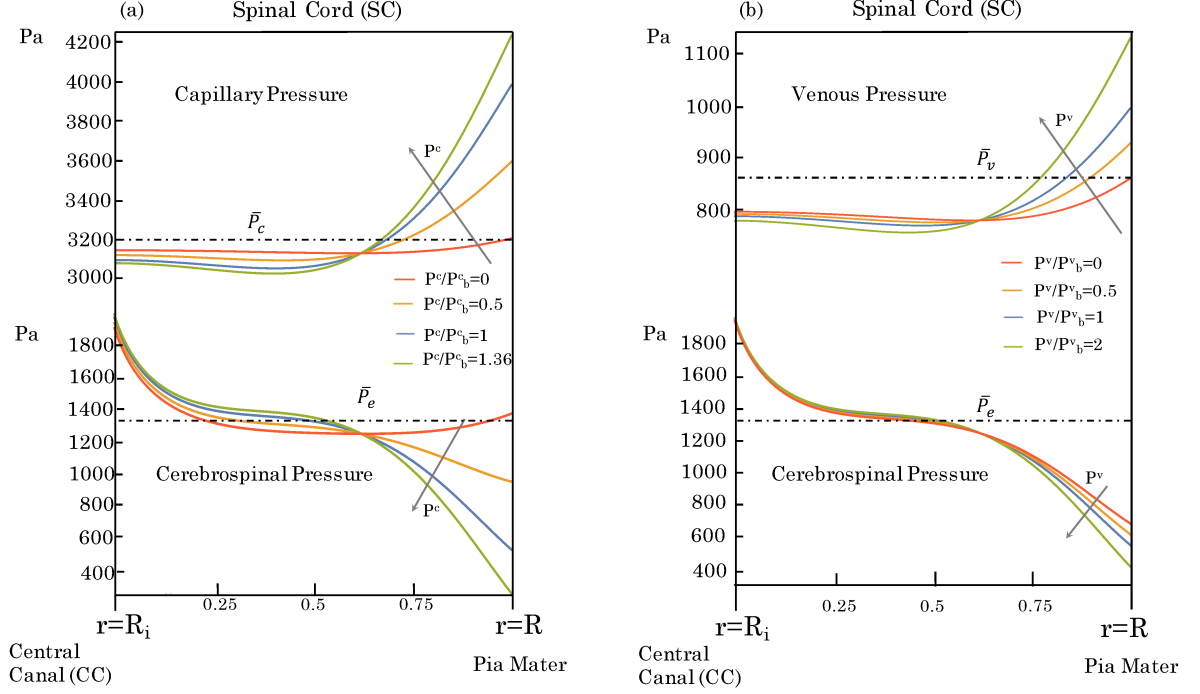 (a)
Spinal Cord (SC)
Pa
4200
4000
3800
3600
3400
3200
3000
Capillary Pressure
Pᶜ
P̄c
Pᶜ/Pᶜb=0
Pᶜ/Pᶜb=0.5
Pᶜ/Pᶜb=1
Pᶜ/Pᶜb=1.36
Pa
1800
1600
1400
1200
1000
800
600
400
P̄e
Cerebrospinal Pressure
Pᶜ
0.25
0.5
0.75
r=Ri
r=R
Central
Canal (CC)
Pia Mater
(b)
Spinal Cord (SC)
Pa
1100
1000
900
800
Venous Pressure
Pᵛ
P̄v
Pᵛ/Pᵛb=0
Pᵛ/Pᵛb=0.5
Pᵛ/Pᵛb=1
Pᵛ/Pᵛb=2
Pa
1800
1600
1400
1200
1000
800
600
400
P̄e
Cerebrospinal Pressure
Pᵛ
0.25
0.5
0.75
r=Ri
r=R
Central
Canal (CC)
Pia Mater